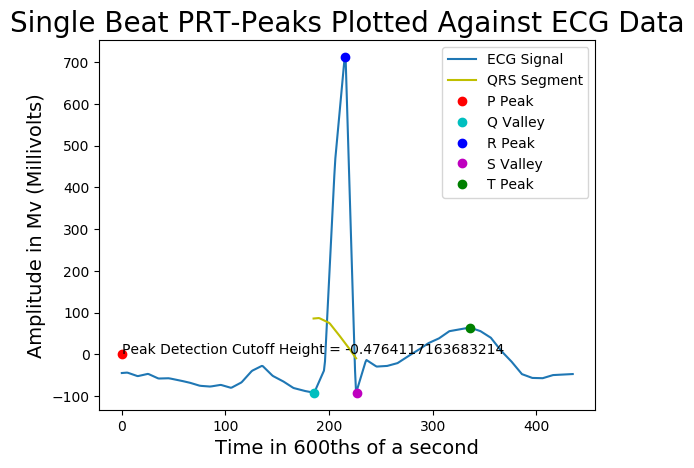 Single Beat PRT-Peaks Plotted Against ECG Data
Amplitude in Mv (Millivolts)
700
600
500
400
300
200
100
0
−100
ECG Signal
QRS Segment
P Peak
Q Valley
R Peak
S Valley
T Peak
Peak Detection Cutoff Height = -0.4764117163683214
0 100 200 300 400
Time in 600ths of a second